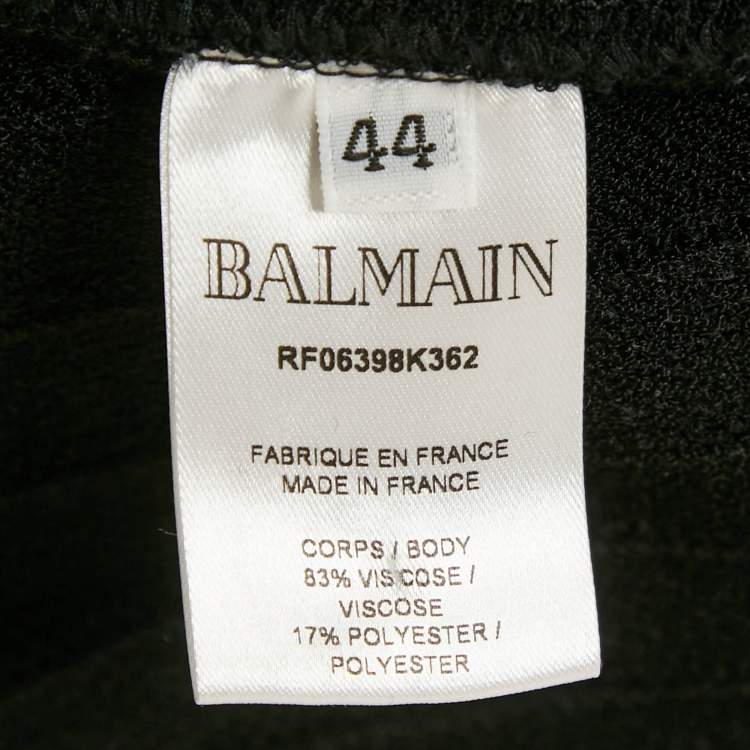 44
BALMAIN
RF06398K362
FABRIQUE EN FRANCE
MADE IN FRANCE
CORPS / BODY
83% VISCOSE /
VISCOSE
17% POLYESTER /
POLYESTER